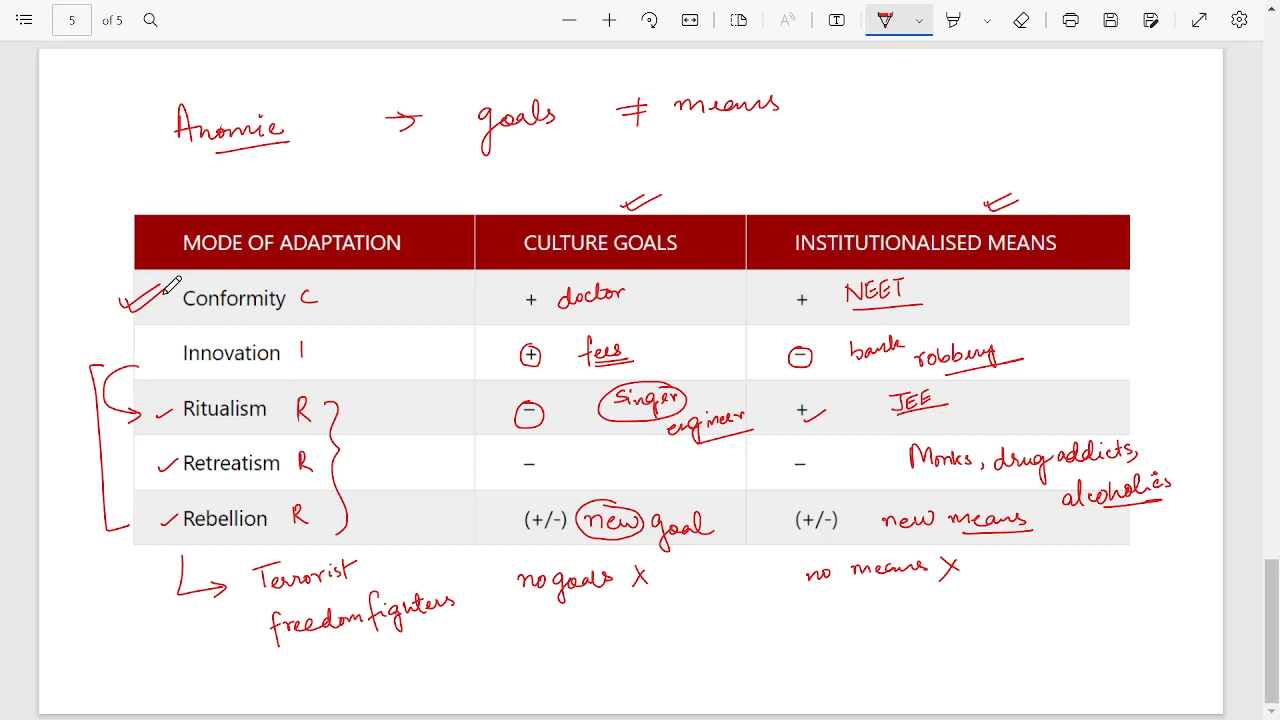 5 of 5
Anomie → goals ≠ means
MODE OF ADAPTATION CULTURE GOALS INSTITUTIONALISED MEANS
Conformity C + doctor + NEET
Innovation I + fees − bank robbery
Ritualism R − singer engineer + JEE
Retreatism R − − Monks, drug addicts, alcoholics
Rebellion R (+/-) new goal (+/-) new means
Terrorist no goals X no means X
freedom fighters